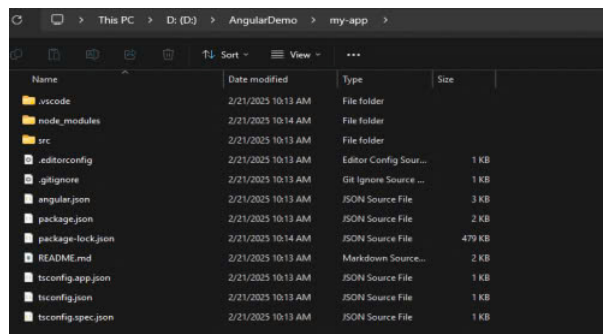 This PC > D: (D:) > AngularDemo > my-app >
Sort View
Name Date modified Type Size
.vscode 2/21/2025 10:13 AM File folder
node_modules 2/21/2025 10:14 AM File folder
src 2/21/2025 10:13 AM File folder
.editorconfig 2/21/2025 10:13 AM Editor Config Sour... 1 KB
.gitignore 2/21/2025 10:13 AM Git Ignore Source ... 1 KB
angular.json 2/21/2025 10:13 AM JSON Source File 3 KB
package.json 2/21/2025 10:13 AM JSON Source File 2 KB
package-lock.json 2/21/2025 10:14 AM JSON Source File 479 KB
README.md 2/21/2025 10:13 AM Markdown Source... 2 KB
tsconfig.app.json 2/21/2025 10:13 AM JSON Source File 1 KB
tsconfig.json 2/21/2025 10:13 AM JSON Source File 1 KB
tsconfig.spec.json 2/21/2025 10:13 AM JSON Source File 1 KB